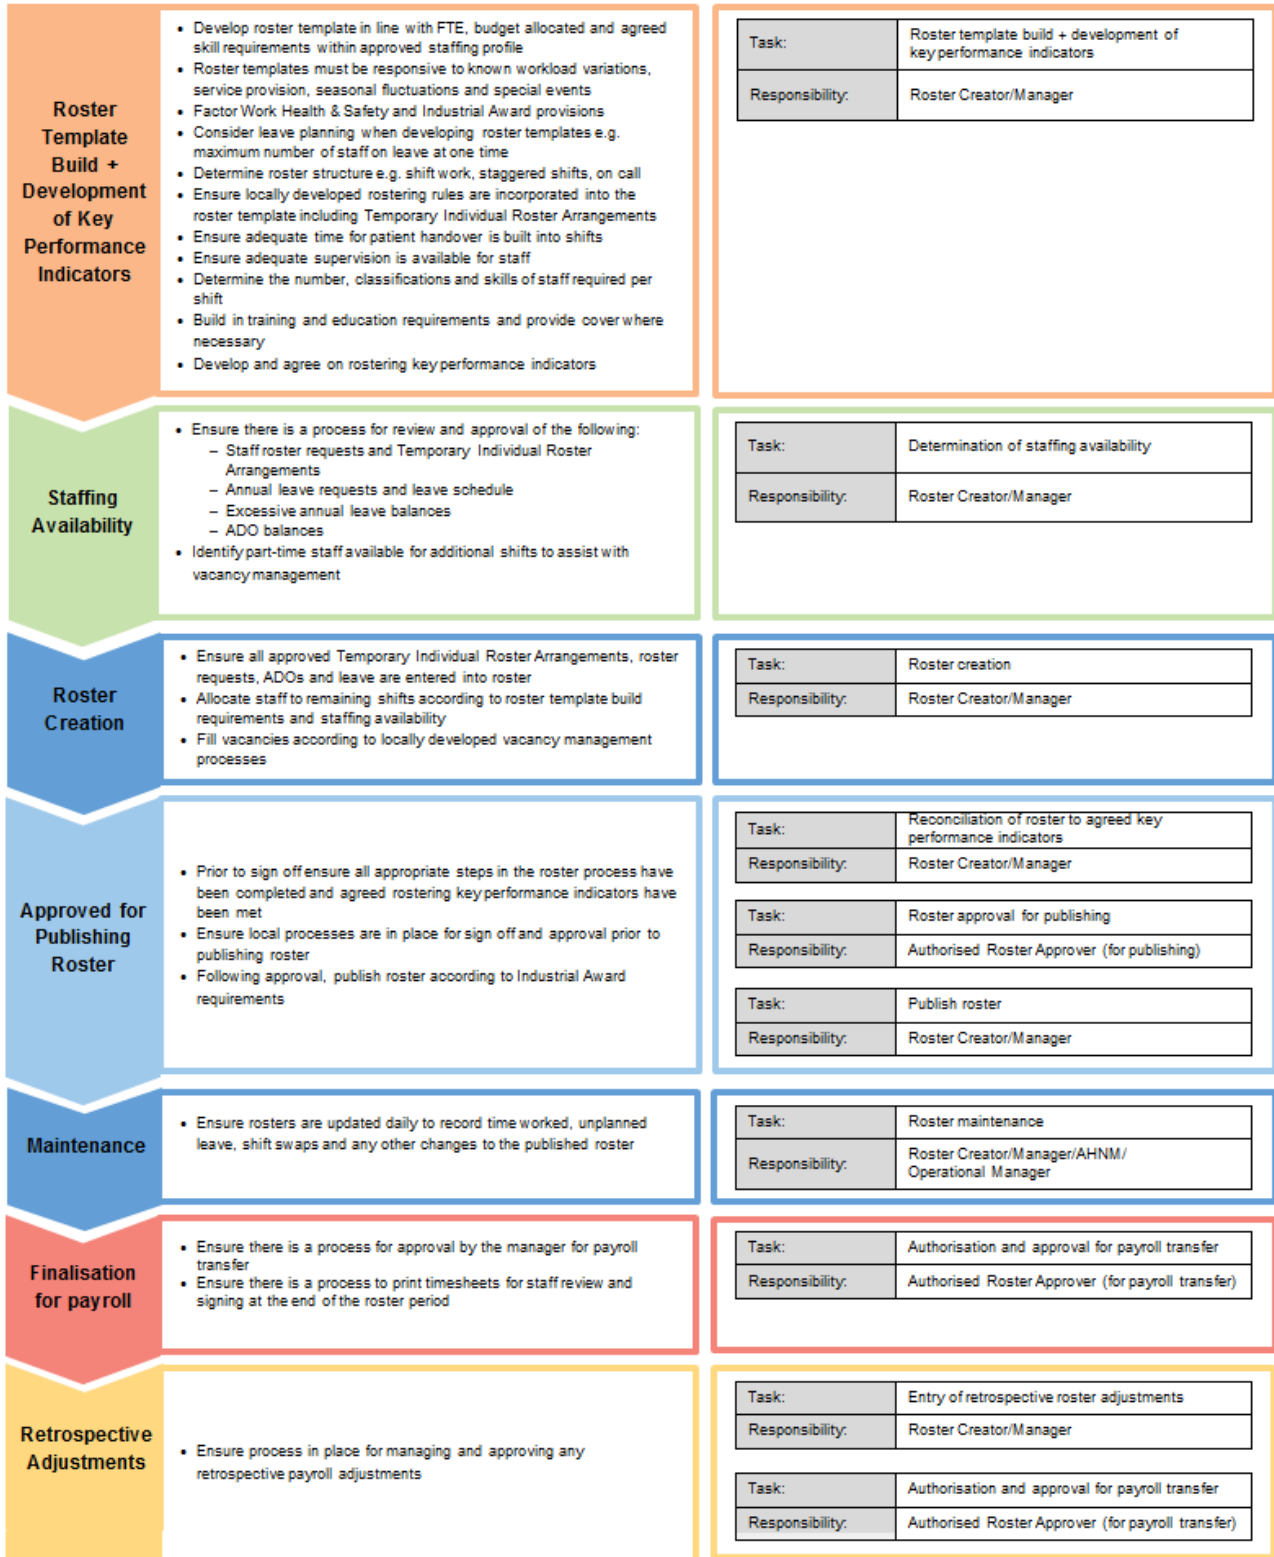 Roster
Template
Build +
Development
of Key
Performance
Indicators
• Develop roster template in line with FTE, budget allocated and agreed
skill requirements within approved staffing profile
• Roster templates must be responsive to known workload variations,
service provision, seasonal fluctuations and special events
• Factor Work Health & Safety and Industrial Award provisions
• Consider leave planning when developing roster templates e.g.
maximum number of staff on leave at one time
• Determine roster structure e.g. shift work, staggered shifts, on call
• Ensure locally developed rostering rules are incorporated into the
roster template including Temporary Individual Roster Arrangements
• Ensure adequate time for patient handover is built into shifts
• Ensure adequate supervision is available for staff
• Determine the number, classifications and skills of staff required per
shift
• Build in training and education requirements and provide cover where
necessary
• Develop and agree on rostering key performance indicators
Task: Roster template build + development of
key performance indicators
Responsibility: Roster Creator/Manager
Staffing
Availability
• Ensure there is a process for review and approval of the following:
– Staff roster requests and Temporary Individual Roster
Arrangements
– Annual leave requests and leave schedule
– Excessive annual leave balances
– ADO balances
• Identify part-time staff available for additional shifts to assist with
vacancy management
Task: Determination of staffing availability
Responsibility: Roster Creator/Manager
Roster
Creation
• Ensure all approved Temporary Individual Roster Arrangements, roster
requests, ADOs and leave are entered into roster
• Allocate staff to remaining shifts according to roster template build
requirements and staffing availability
• Fill vacancies according to locally developed vacancy management
processes
Task: Roster creation
Responsibility: Roster Creator/Manager
Approved for
Publishing
Roster
• Prior to sign off ensure all appropriate steps in the roster process have
been completed and agreed rostering key performance indicators have
been met
• Ensure local processes are in place for sign off and approval prior to
publishing roster
• Following approval, publish roster according to Industrial Award
requirements
Task: Reconciliation of roster to agreed key
performance indicators
Responsibility: Roster Creator/Manager
Task: Roster approval for publishing
Responsibility: Authorised Roster Approver (for publishing)
Task: Publish roster
Responsibility: Roster Creator/Manager
Maintenance
• Ensure rosters are updated daily to record time worked, unplanned
leave, shift swaps and any other changes to the published roster
Task: Roster maintenance
Responsibility: Roster Creator/Manager/AHNM/
Operational Manager
Finalisation
for payroll
• Ensure there is a process for approval by the manager for payroll
transfer
• Ensure there is a process to print timesheets for staff review and
signing at the end of the roster period
Task: Authorisation and approval for payroll transfer
Responsibility: Authorised Roster Approver (for payroll transfer)
Retrospective
Adjustments
• Ensure process in place for managing and approving any
retrospective payroll adjustments
Task: Entry of retrospective roster adjustments
Responsibility: Roster Creator/Manager
Task: Authorisation and approval for payroll transfer
Responsibility: Authorised Roster Approver (for payroll transfer)